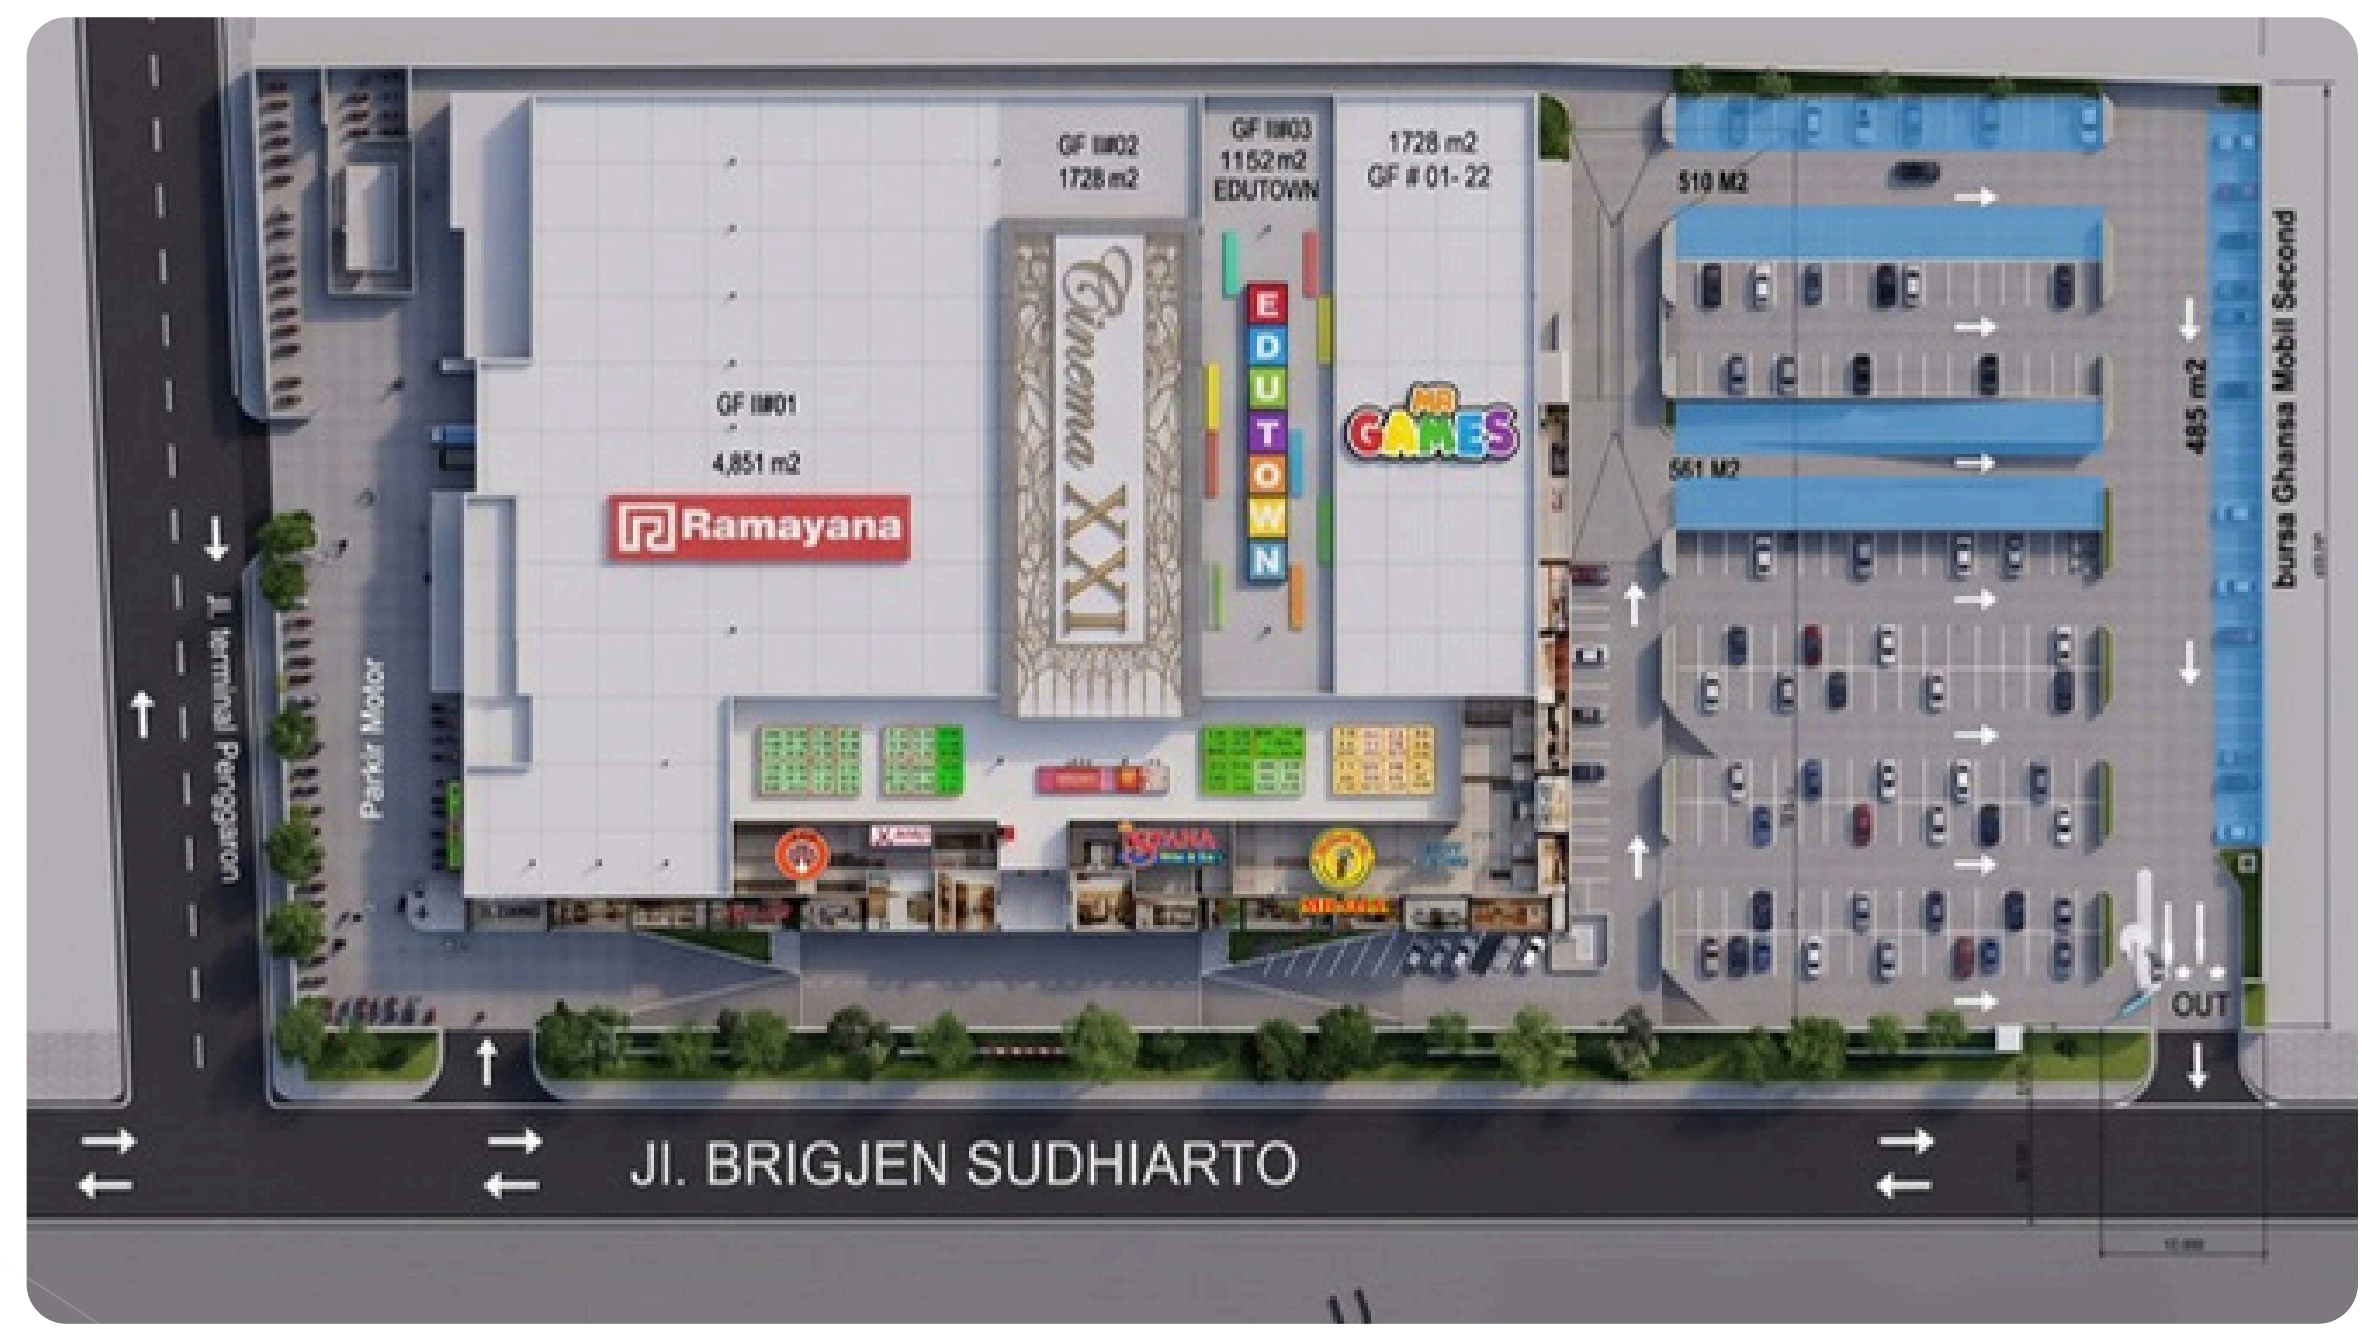 GF II#02
1728 m2
GF II#03
1152 m2
EDUTOWN
1728 m2
GF # 01- 22
510 M2
Cinema XXI
EDUTOWN
MR
GAMES
GF II#01
4,851 m2
Ramayana
561 M2
485 m2
bursa Ghansa Mobil Second
Jl. terminal Penggaron
Parkir Motor
OUT
Jl. BRIGJEN SUDHIARTO